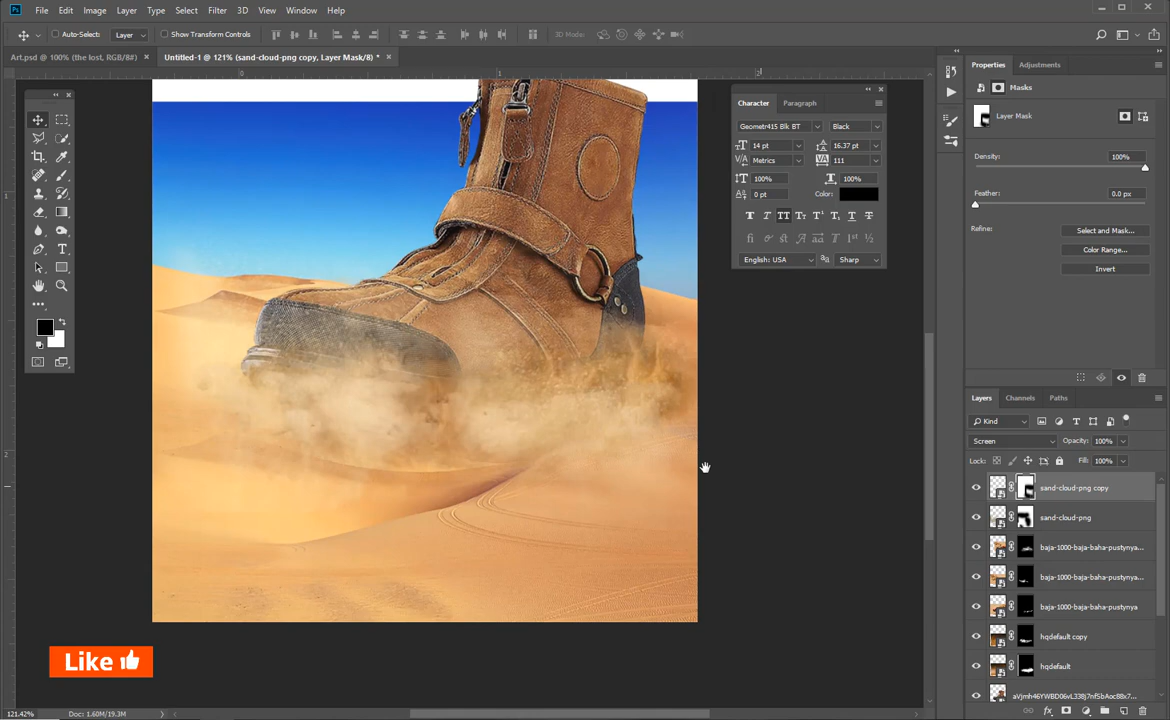 Ps File Edit Image Layer Type Select Filter 3D View Window Help
Auto-Select: Layer Show Transform Controls 3D Mode:
Art.psd @ 100% (the lost, RGB/8#) × Untitled-1 @ 121% (sand-cloud-png copy, Layer Mask/8) * ×
0 1 2
Properties Adjustments
Masks
Layer Mask
Density: 100%
Feather: 0.0 px
Refine: Select and Mask...
Color Range...
Invert
Character Paragraph
Geometr415 Blk BT Black
14 pt 16.37 pt
Metrics 111
100% 100%
0 pt Color:
English: USA Sharp
Layers Channels Paths
Kind
Screen Opacity: 100%
Lock: Fill: 100%
sand-cloud-png copy
sand-cloud-png
baja-1000-baja-baha-pustynya...
baja-1000-baja-baha-pustynya...
baja-1000-baja-baha-pustynya
hqdefault copy
hqdefault
aVjmh46YWBD06vL338j7nfSbAoc88x7...
Like
121.42% Doc: 1.60M/19.3M